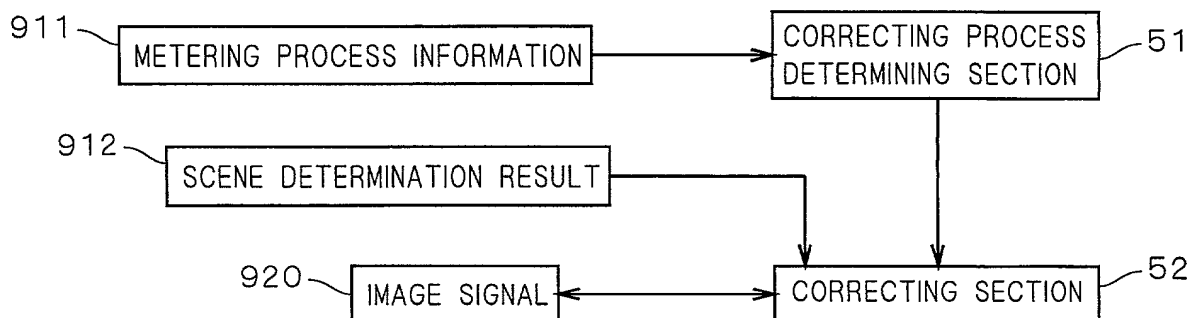 911
METERING PROCESS INFORMATION
CORRECTING PROCESS
DETERMINING SECTION
51
912
SCENE DETERMINATION RESULT
920
IMAGE SIGNAL
CORRECTING SECTION
52